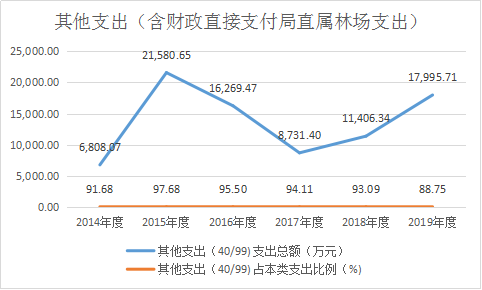 其他支出（含财政直接支付局直属林场支出）
25,000.00
20,000.00
15,000.00
10,000.00
5,000.00
0.00
6,808.07
21,580.65
16,269.47
8,731.40
11,406.34
17,995.71
91.68
97.68
95.50
94.11
93.09
88.75
2014年度
2015年度
2016年度
2017年度
2018年度
2019年度
其他支出（40/99）支出总额（万元）
其他支出（40/99）占本类支出比例（%）